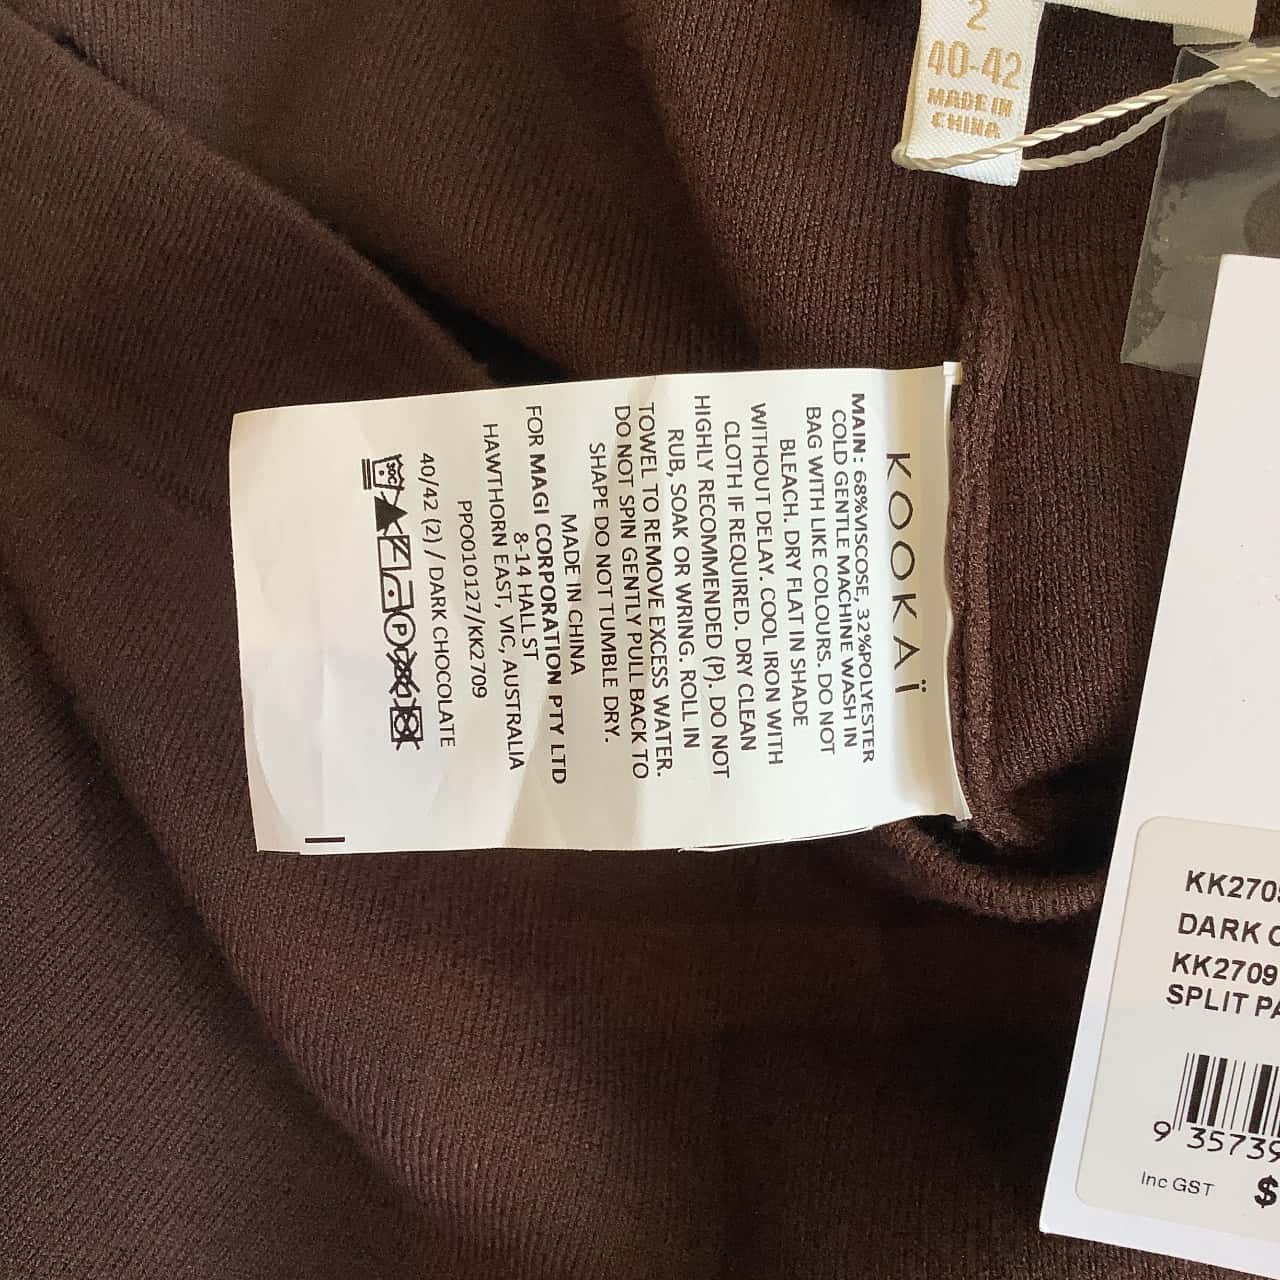 2
40-42
MADE IN
CHINA
KOOKAÏ
MAIN: 68%VISCOSE, 32%POLYESTER
COLD GENTLE MACHINE WASH IN
BAG WITH LIKE COLOURS. DO NOT
BLEACH. DRY FLAT IN SHADE
WITHOUT DELAY. COOL IRON WITH
CLOTH IF REQUIRED. DRY CLEAN
HIGHLY RECOMMENDED (P). DO NOT
RUB, SOAK OR WRING. ROLL IN
TOWEL TO REMOVE EXCESS WATER.
DO NOT SPIN GENTLY PULL BACK TO
SHAPE DO NOT TUMBLE DRY.
MADE IN CHINA
FOR MAGI CORPORATION PTY LTD
8-14 HALL ST
HAWTHORN EAST, VIC, AUSTRALIA
PPO010127/KK2709
40/42 (2) / DARK CHOCOLATE
30C
P
KK2709
DARK C
KK2709
SPLIT PA
9 35739
Inc GST $